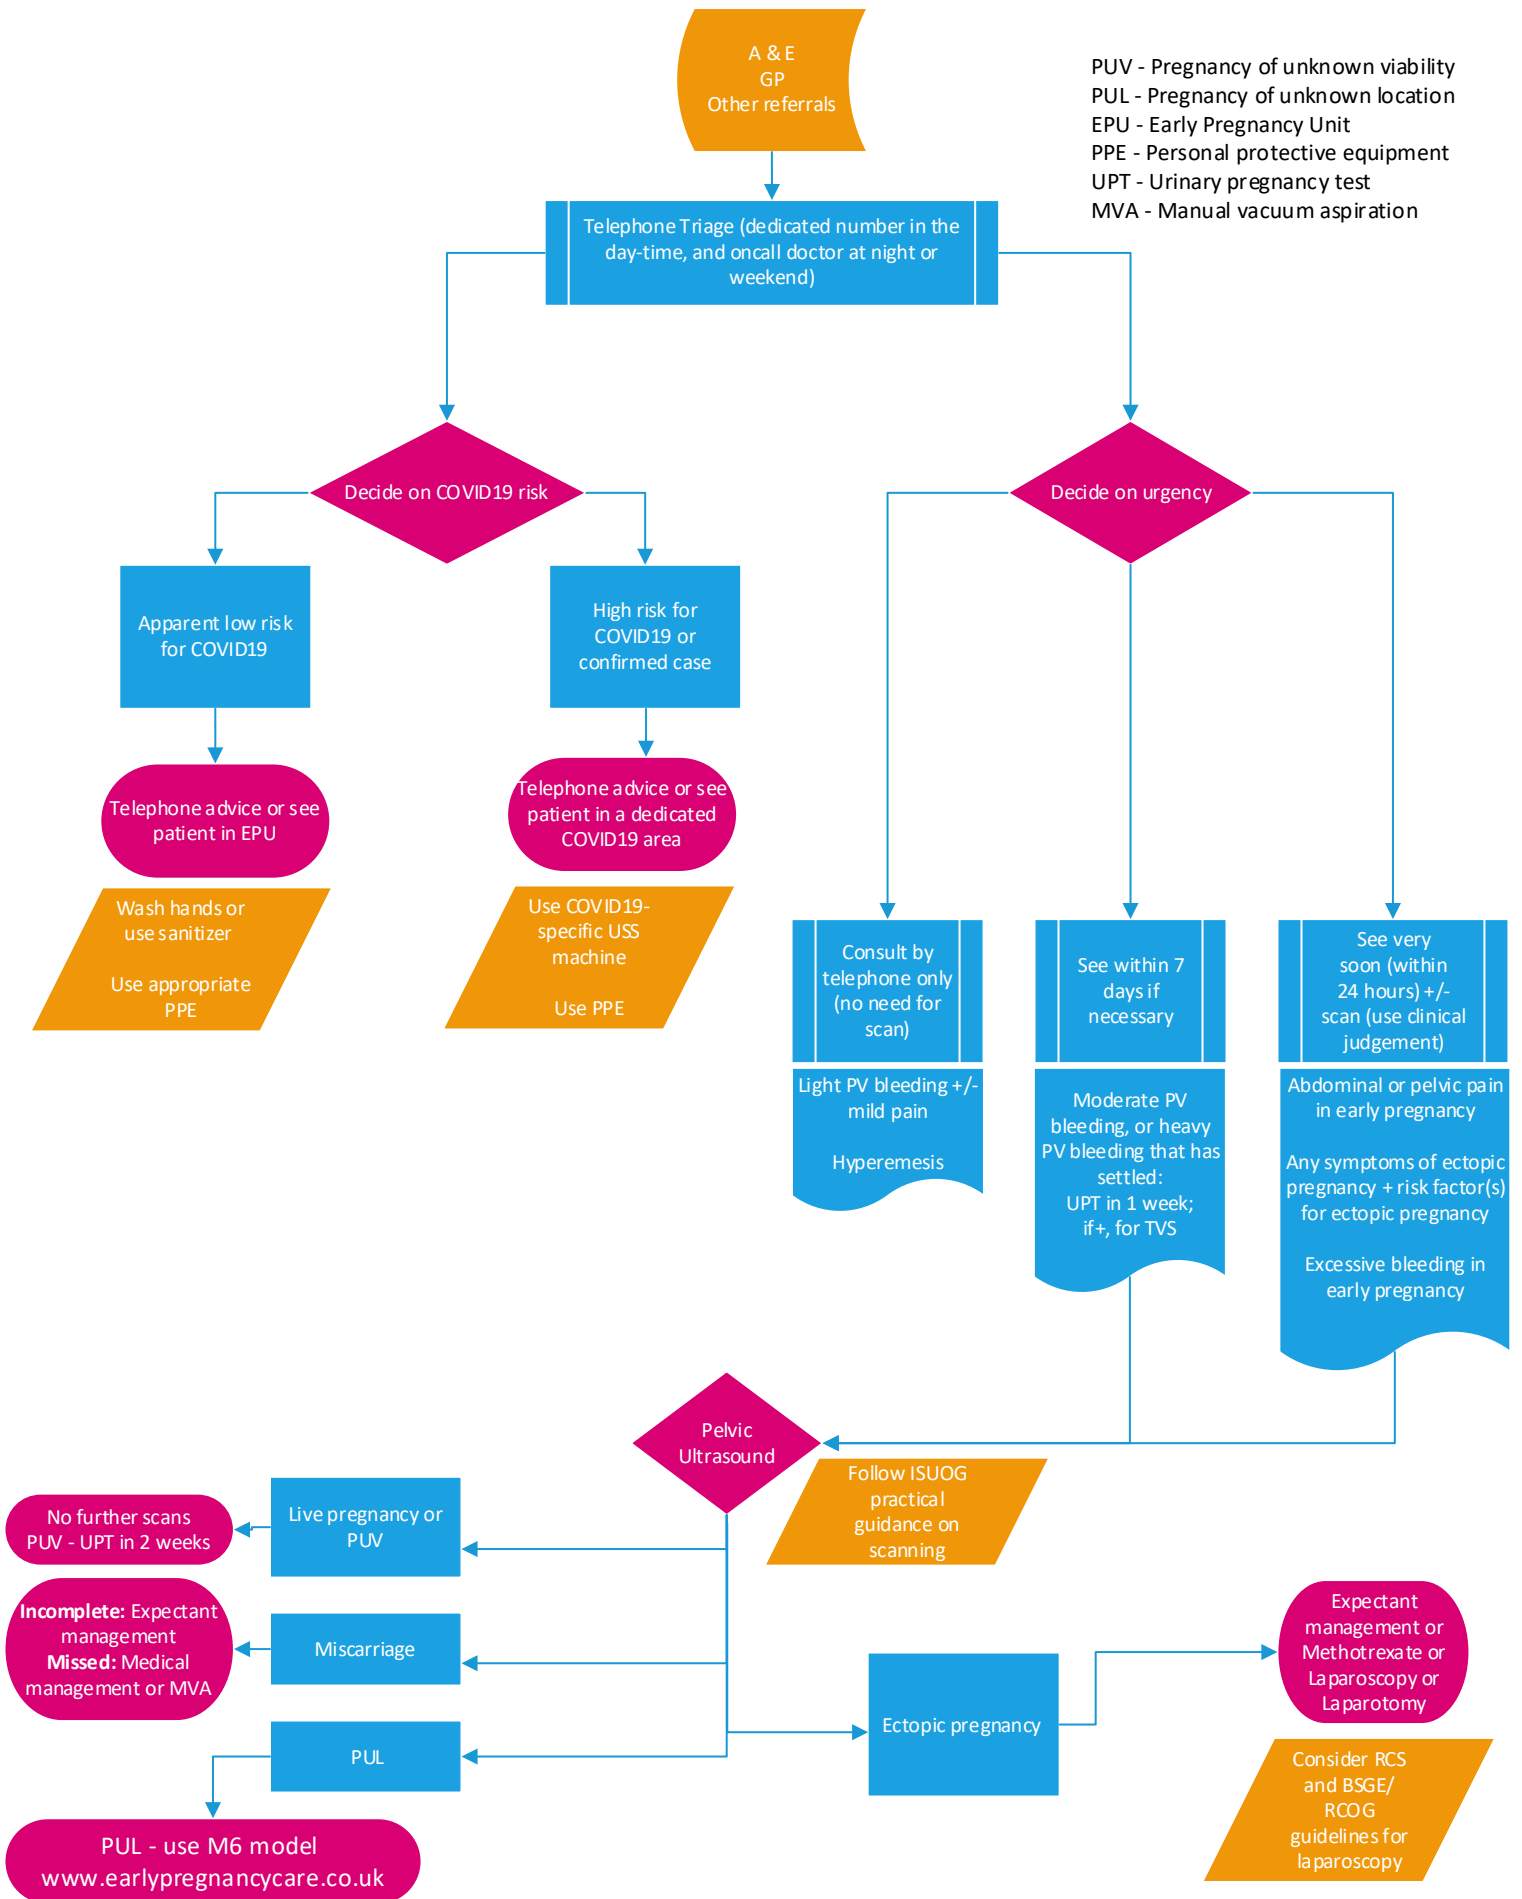 A & E
GP
Other referrals
PUV - Pregnancy of unknown viability
PUL - Pregnancy of unknown location
EPU - Early Pregnancy Unit
PPE - Personal protective equipment
UPT - Urinary pregnancy test
MVA - Manual vacuum aspiration
Telephone Triage (dedicated number in the
day-time, and oncall doctor at night or
weekend)
Decide on COVID19 risk
Decide on urgency
Apparent low risk
for COVID19
High risk for
COVID19 or
confirmed case
Telephone advice or see
patient in EPU
Telephone advice or see
patient in a dedicated
COVID19 area
Wash hands or
use sanitizer
Use appropriate
PPE
Use COVID19-
specific USS
machine
Use PPE
Consult by
telephone only
(no need for
scan)
See within 7
days if
necessary
See very
soon (within
24 hours) +/-
scan (use clinical
judgement)
Light PV bleeding +/-
mild pain
Hyperemesis
Moderate PV
bleeding, or heavy
PV bleeding that has
settled:
UPT in 1 week;
if+, for TVS
Abdominal or pelvic pain
in early pregnancy
Any symptoms of ectopic
pregnancy + risk factor(s)
for ectopic pregnancy
Excessive bleeding in
early pregnancy
Pelvic
Ultrasound
Follow ISUOG
practical
guidance on
scanning
Live pregnancy or
PUV
No further scans
PUV - UPT in 2 weeks
Miscarriage
Incomplete: Expectant
management
Missed: Medical
management or MVA
PUL
PUL - use M6 model
www.earlypregnancycare.co.uk
Ectopic pregnancy
Expectant
management or
Methotrexate or
Laparoscopy or
Laparotomy
Consider RCS
and BSGE/
RCOG
guidelines for
laparoscopy